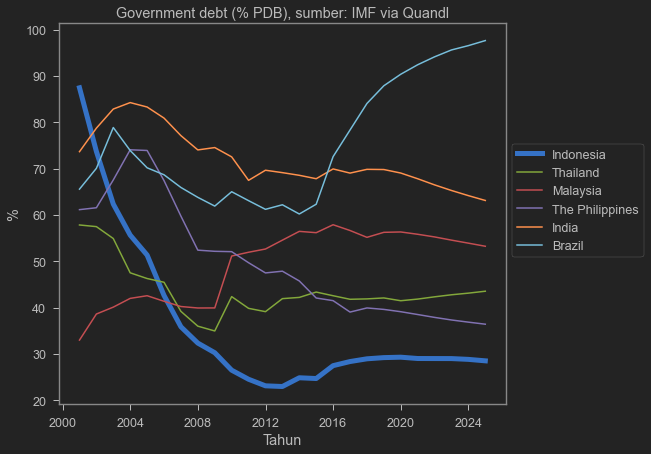 Government debt (% PDB), sumber: IMF via Quandl
100
90
80
70
60
50
40
30
20
%
2000
2004
2008
2012
2016
2020
2024
Tahun
Indonesia
Thailand
Malaysia
The Philippines
India
Brazil